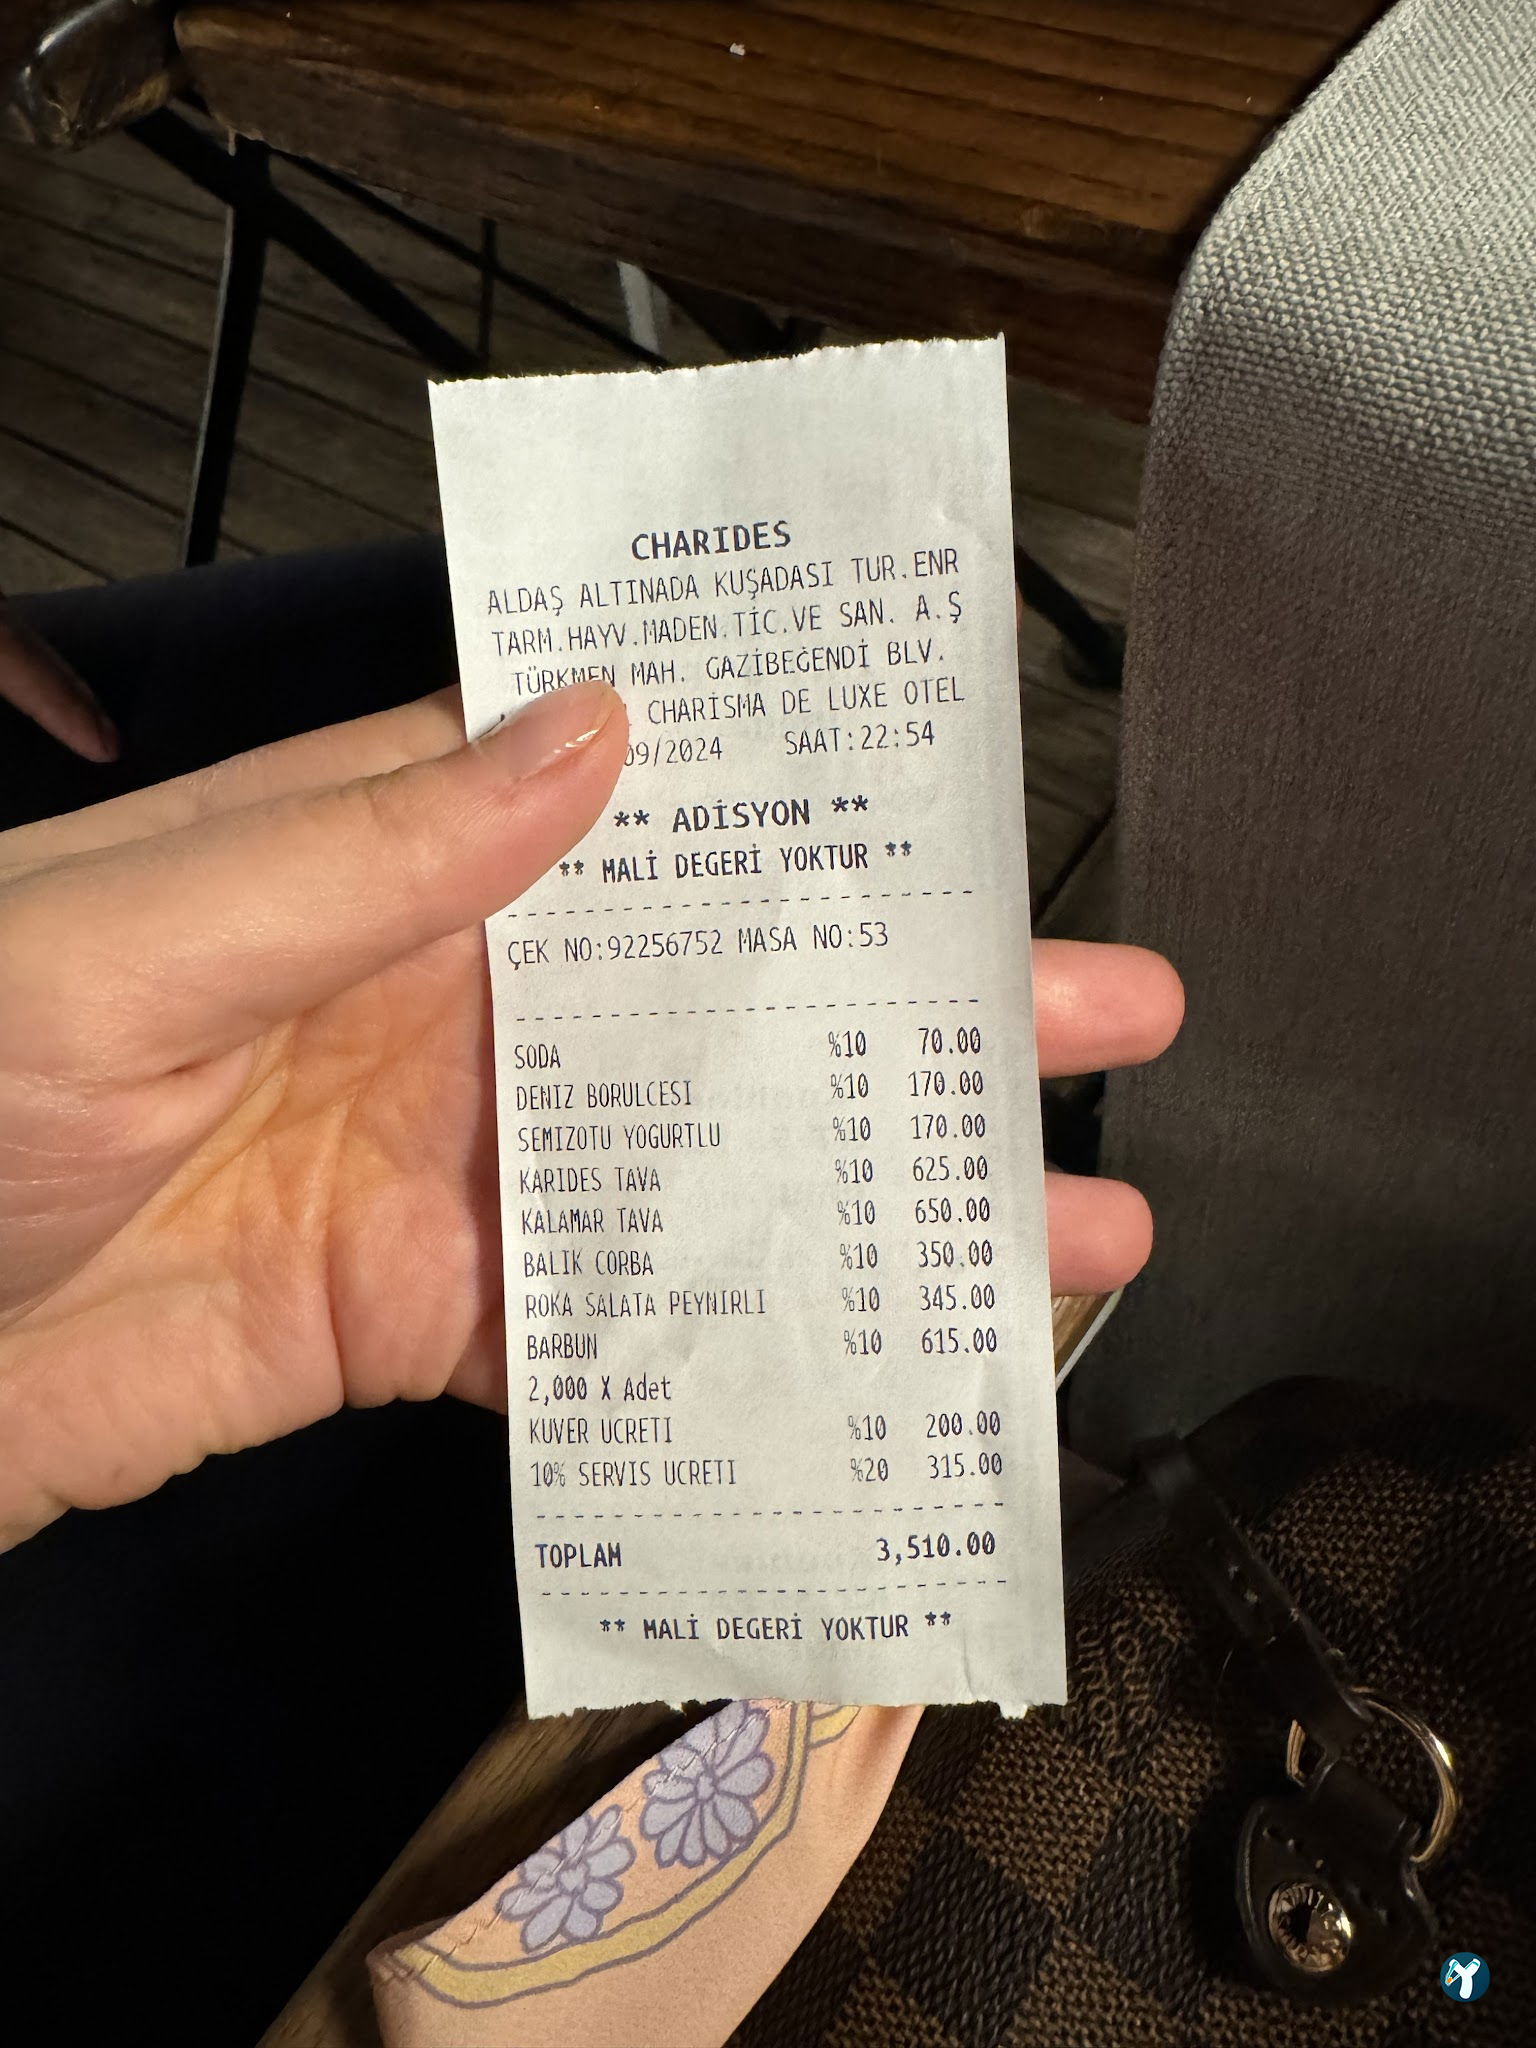 CHARIDES
ALDAŞ ALTINADA KUŞADASI TUR.ENR
TARM.HAYV.MADEN.TİC.VE SAN. A.Ş
TÜRKMEN MAH. GAZİBEĞENDİ BLV.
CHARİSMA DE LUXE OTEL
09/2024 SAAT:22:54
** ADİSYON **
** MALİ DEGERİ YOKTUR **
ÇEK NO:92256752 MASA NO:53
SODA %10 70.00
DENIZ BORULCESI %10 170.00
SEMIZOTU YOGURTLU %10 170.00
KARIDES TAVA %10 625.00
KALAMAR TAVA %10 650.00
BALIK CORBA %10 350.00
ROKA SALATA PEYNIRLI %10 345.00
BARBUN %10 615.00
2,000 X Adet
KUVER UCRETI %10 200.00
10% SERVIS UCRETI %20 315.00
TOPLAM 3,510.00
** MALİ DEGERİ YOKTUR **